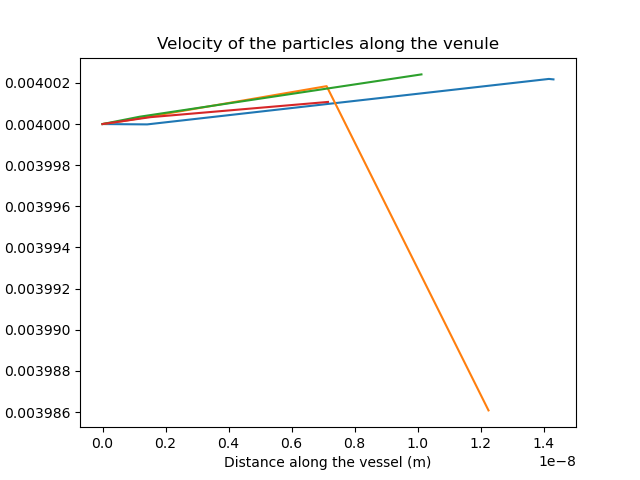 Velocity of the particles along the venule
0.004002
0.004000
0.003998
0.003996
0.003994
0.003992
0.003990
0.003988
0.003986
0.0 0.2 0.4 0.6 0.8 1.0 1.2 1.4
1e−8
Distance along the vessel (m)